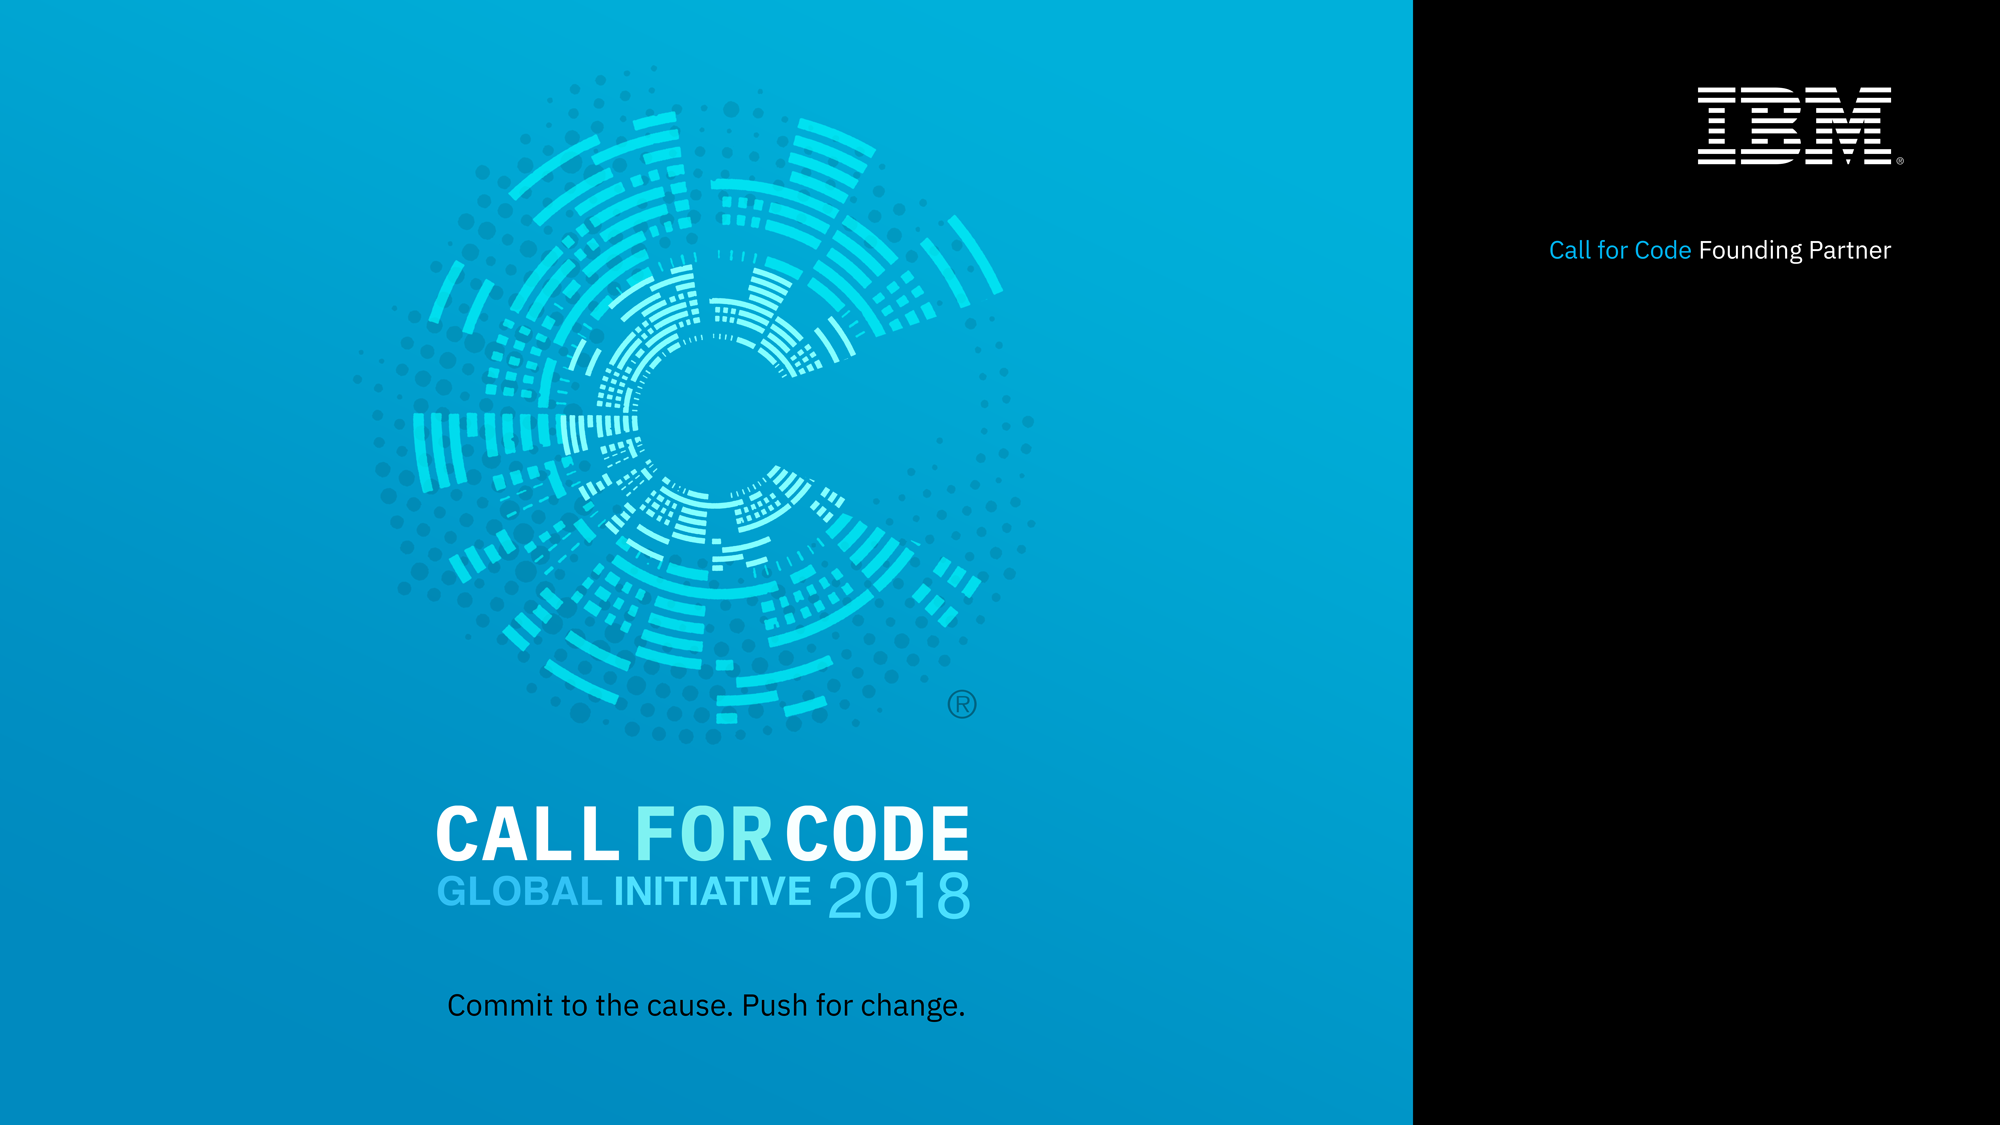 IBM®
Call for Code Founding Partner
®
CALL FOR CODE
GLOBAL INITIATIVE 2018
Commit to the cause. Push for change.